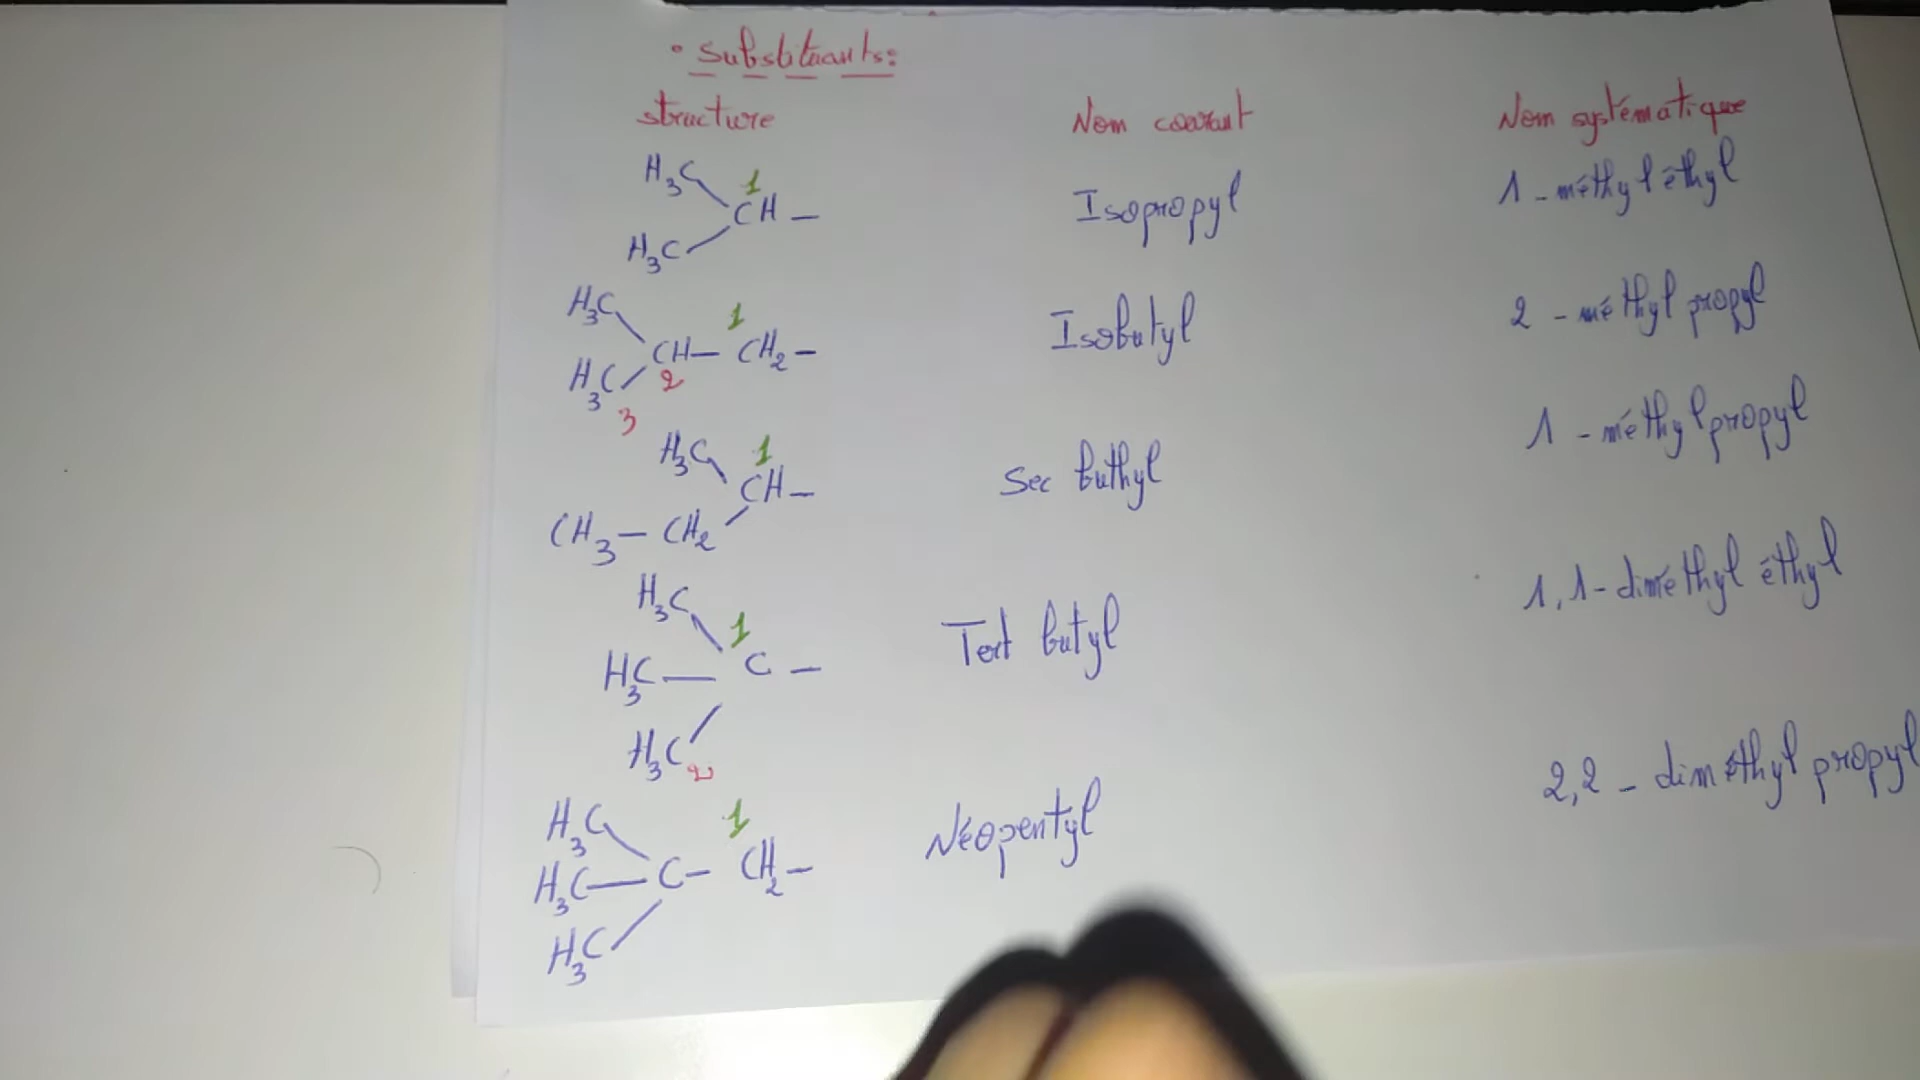 • Substituants:
structure Nom courant Nom systématique
H3C
1
CH – Isopropyl 1 - méthyl éthyl
H3C
H3C
1
CH – CH2 – Isobutyl 2 - méthyl propyl
H3C 2
3
H3C
1
CH – Sec buthyl 1 - méthyl propyl
CH3 – CH2
H3C
1
H3C — C – Tert butyl 1,1 - diméthyl éthyl
H3C 2
H3C
1
H3C — C – CH2 – Néopentyl 2,2 - diméthyl propyl
H3C